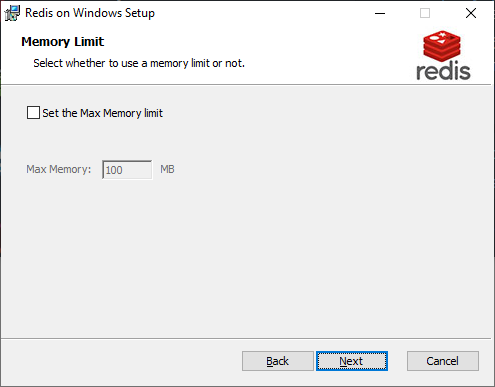 Redis on Windows Setup
Memory Limit
Select whether to use a memory limit or not.
redis
Set the Max Memory limit
Max Memory: 100 MB
Back Next Cancel